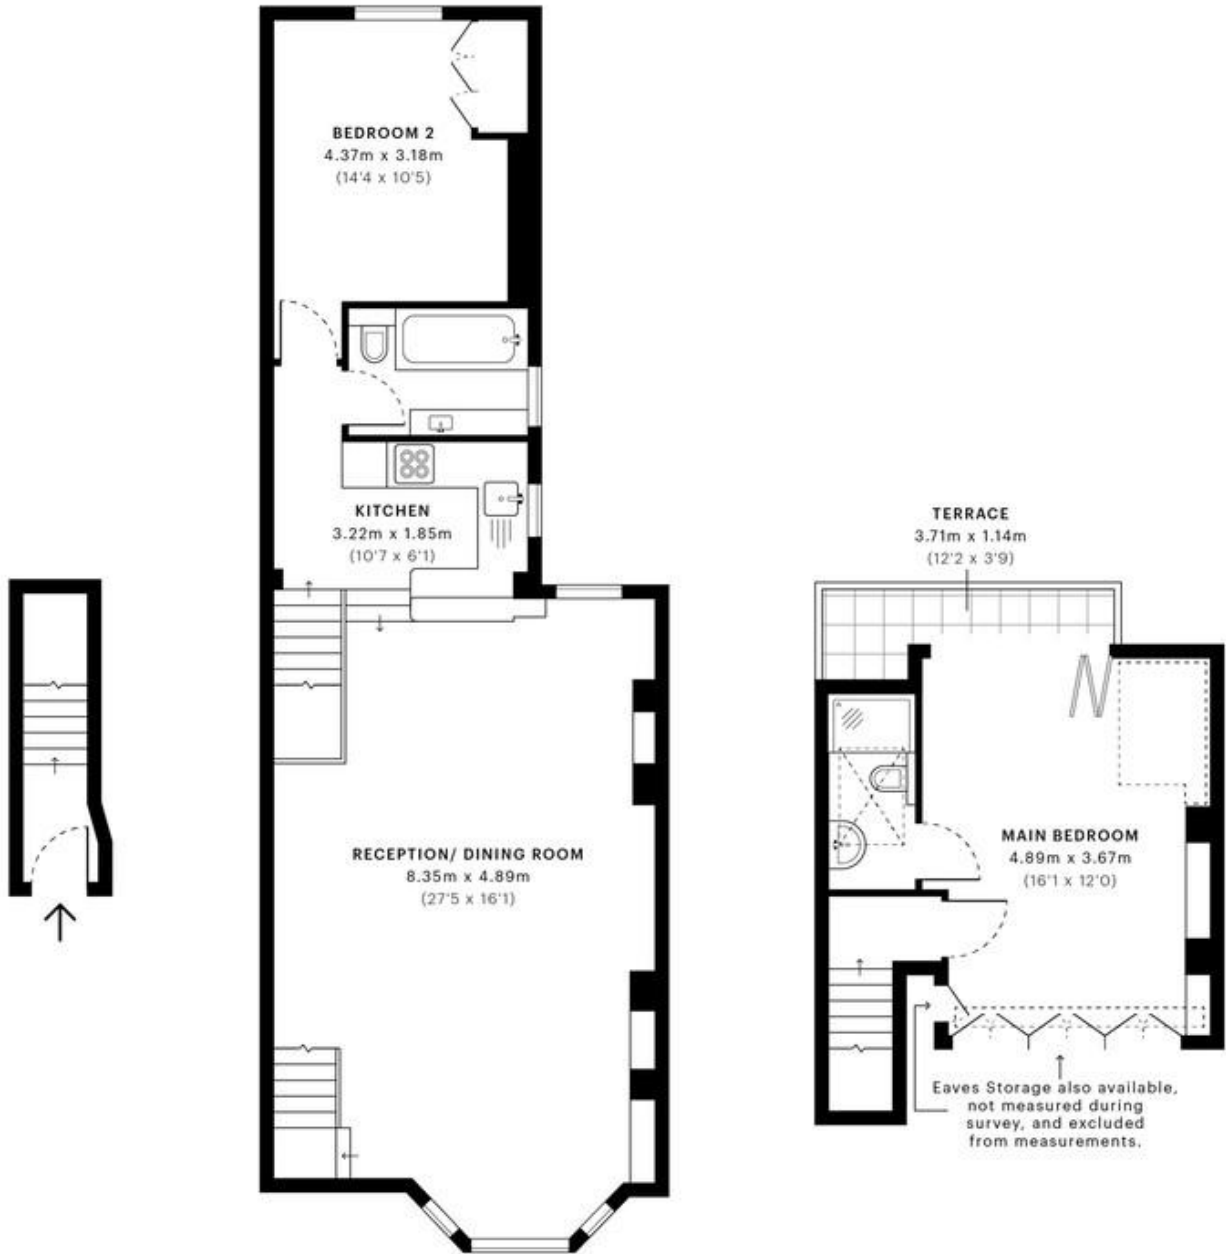 BEDROOM 2
4.37m x 3.18m
(14'4 x 10'5)
KITCHEN
3.22m x 1.85m
(10'7 x 6'1)
RECEPTION/ DINING ROOM
8.35m x 4.89m
(27'5 x 16'1)
TERRACE
3.71m x 1.14m
(12'2 x 3'9)
MAIN BEDROOM
4.89m x 3.67m
(16'1 x 12'0)
Eaves Storage also available,
not measured during
survey, and excluded
from measurements.